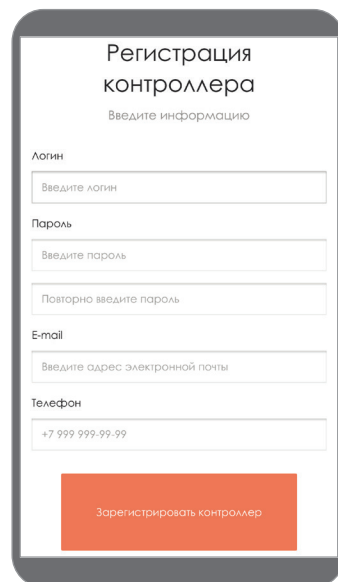 Регистрация
контроллера
Введите информацию
Логин
Введите логин
Пароль
Введите пароль
Повторно введите пароль
E-mail
Введите адрес электронной почты
Телефон
+7 999 999-99-99
Зарегистрировать контроллер